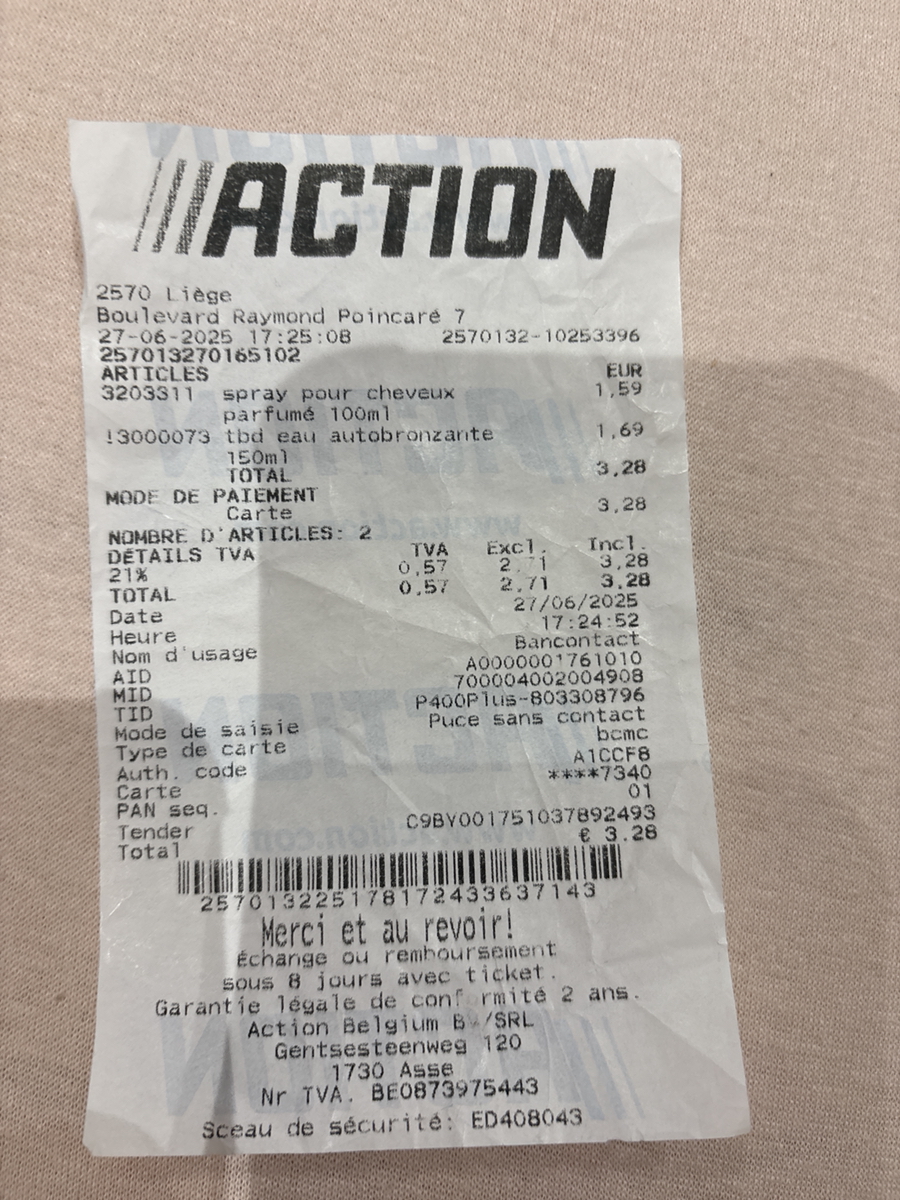 ACTION
2570 Liège
Boulevard Raymond Poincaré 7
27-06-2025 17:25:08 2570132-10253396
257013270165102
ARTICLES EUR
3203311 spray pour cheveux 1,59
parfumé 100ml
!3000073 tbd eau autobronzante 1,69
150ml
TOTAL 3,28
MODE DE PAIEMENT
Carte 3,28
NOMBRE D'ARTICLES: 2
DÉTAILS TVA TVA Excl. Incl.
21% 0,57 2,71 3,28
TOTAL 0,57 2,71 3,28
Date 27/06/2025
Heure 17:24:52
Nom d'usage Bancontact
AID A0000001761010
MID 700004002004908
TID P400Plus-803308796
Mode de saisie Puce sans contact
Type de carte bcmc
Auth. code A1CCF8
Carte ****7340
PAN seq. 01
Tender C9BY001751037892493
Total € 3.28
257013225178172433637143
Merci et au revoir!
Échange ou remboursement
sous 8 jours avec ticket.
Garantie légale de conformité 2 ans.
Action Belgium BV/SRL
Gentsesteenweg 120
1730 Asse
Nr TVA. BE0873975443
Sceau de sécurité: ED408043